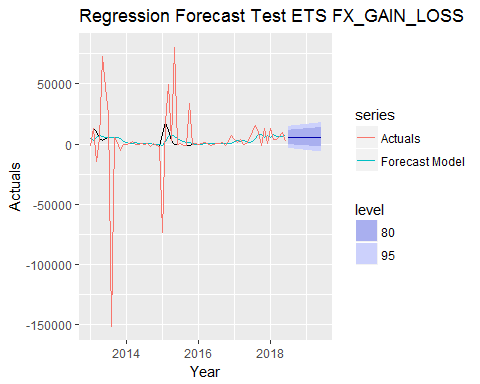 Regression Forecast Test ETS FX_GAIN_LOSS
50000
0
-50000
-100000
-150000
Actuals
2014
2016
2018
Year
series
Actuals
Forecast Model
level
80
95